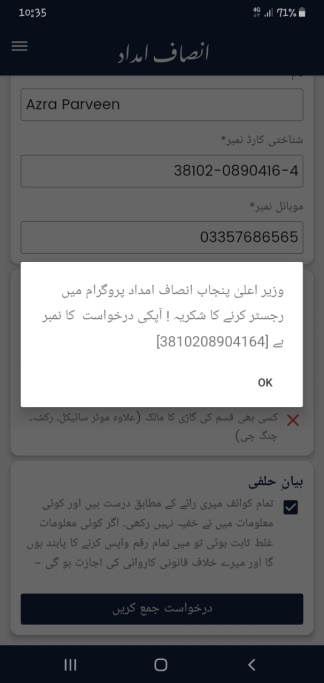 10:35
4G 71%
انصاف امداد
نام
Azra Parveen
شناختی کارڈ نمبر*
38102-0890416-4
موبائل نمبر*
03357686565
وزیر اعلیٰ پنجاب انصاف امداد پروگرام میں
رجسٹر کرنے کا شکریہ ! آپکی درخواست کا نمبر
ہے [3810208904164]
OK
کسی بھی قسم کی گاڑی کا مالک (علاوہ موٹر سائیکل، رکشہ،
چنگ چی)
بیان حلفی
تمام کوائف میری رائے کے مطابق درست ہیں اور کوئی
معلومات میں نے خفیہ نہیں رکھی۔ اگر کوئی معلومات
غلط ثابت ہوئی تو میں تمام رقم واپس کرنے کا پابند ہوں
گا اور میرے خلاف قانونی کاروائی کی اجازت ہو گی -
درخواست جمع کریں